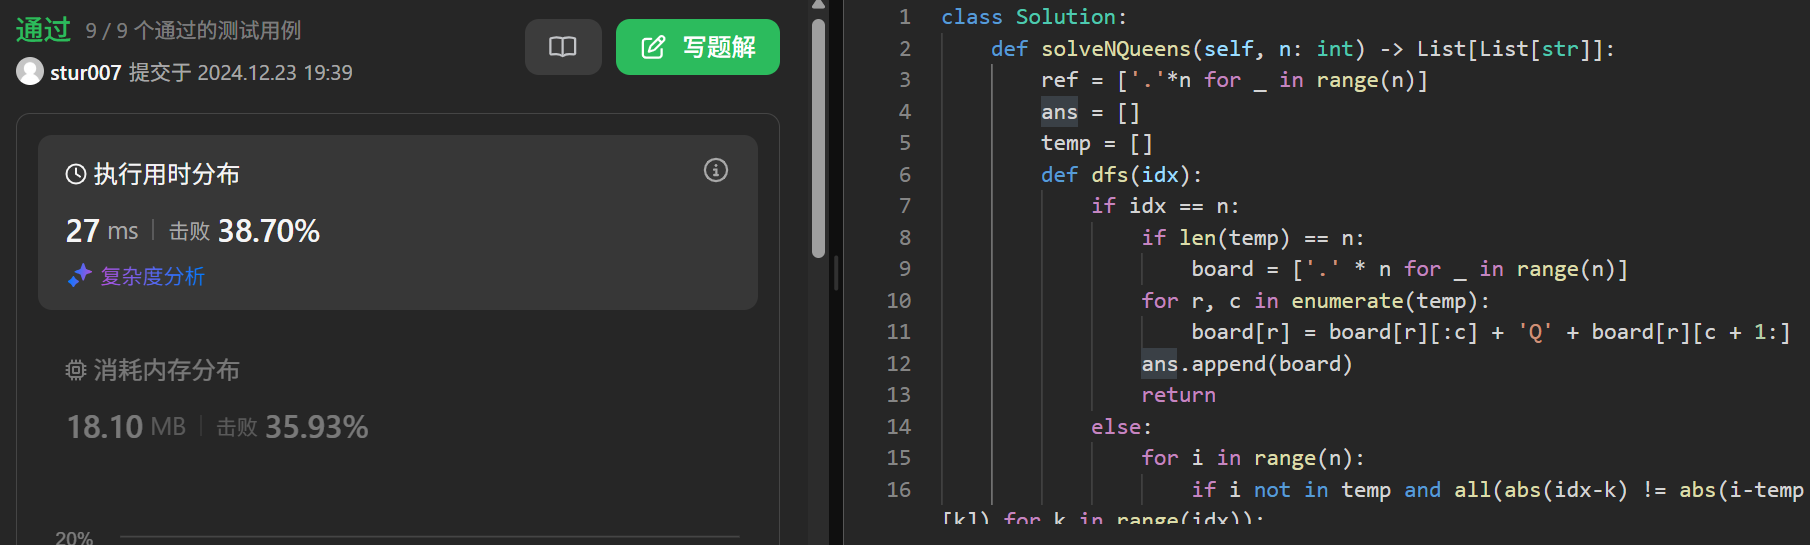 通过 9 / 9 个通过的测试用例
stur007 提交于 2024.12.23 19:39
写题解
执行用时分布
27 ms | 击败 38.70%
复杂度分析
消耗内存分布
18.10 MB | 击败 35.93%
20%
1 class Solution:
2     def solveNQueens(self, n: int) -> List[List[str]]:
3         ref = ['.'*n for _ in range(n)]
4         ans = []
5         temp = []
6         def dfs(idx):
7             if idx == n:
8                 if len(temp) == n:
9                     board = ['.' * n for _ in range(n)]
10                 for r, c in enumerate(temp):
11                     board[r] = board[r][:c] + 'Q' + board[r][c + 1:]
12                 ans.append(board)
13                 return
14             else:
15                 for i in range(n):
16                     if i not in temp and all(abs(idx-k) != abs(i-temp
[k]) for k in range(idx)):